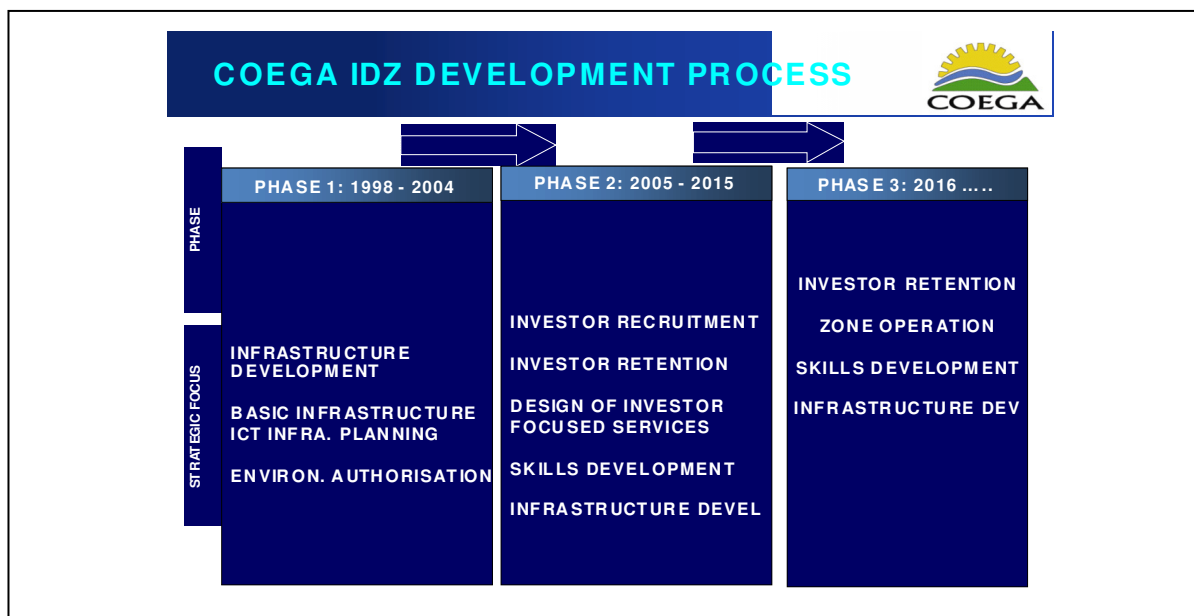 COEGA IDZ DEVELOPMENT PROCESS
COEGA
PHASE
STRATEGIC FOCUS
PHASE 1: 1998 - 2004
INFRASTRUCTURE
DEVELOPMENT
BASIC INFRASTRUCTURE
ICT INFRA. PLANNING
ENVIRON. AUTHORISATION
PHASE 2: 2005 - 2015
INVESTOR RECRUITMENT
INVESTOR RETENTION
DESIGN OF INVESTOR
FOCUSED SERVICES
SKILLS DEVELOPMENT
INFRASTRUCTURE DEVEL
PHASE 3: 2016 .....
INVESTOR RETENTION
ZONE OPERATION
SKILLS DEVELOPMENT
INFRASTRUCTURE DEV